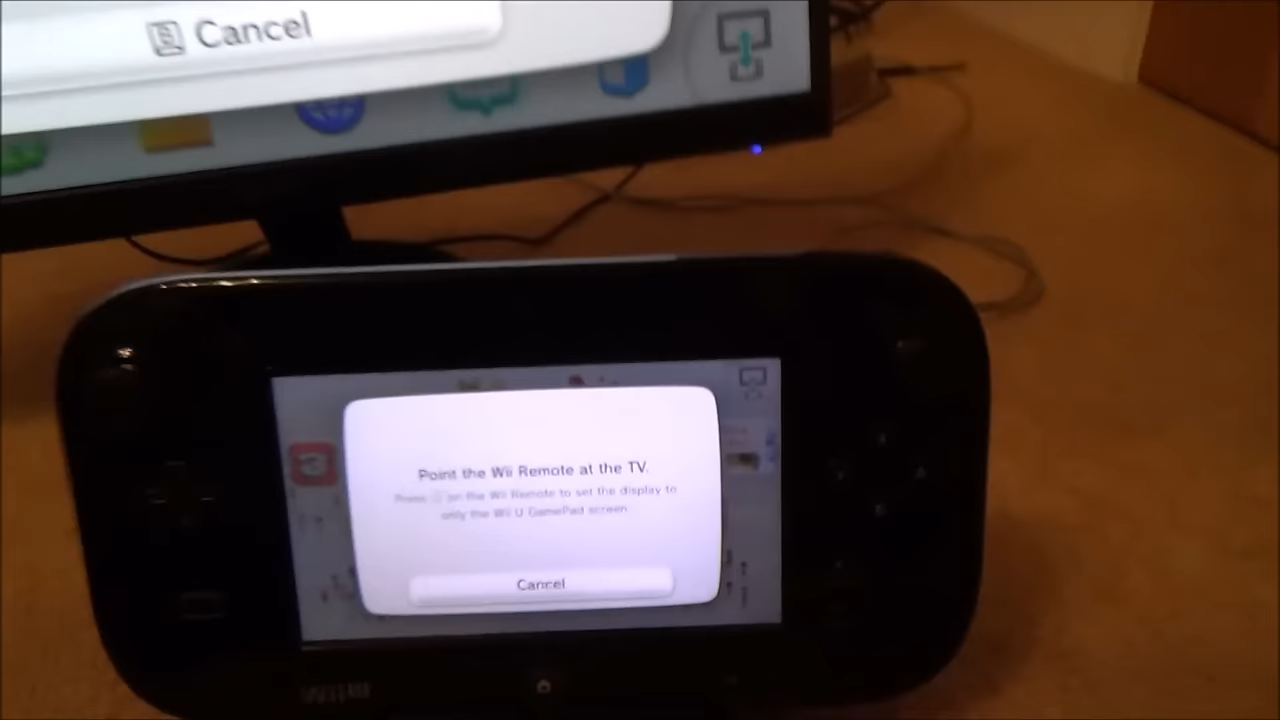 Cancel
Point the Wii Remote at the TV.
Press on the Wii Remote to set the display to
only the Wii U GamePad screen.
Cancel